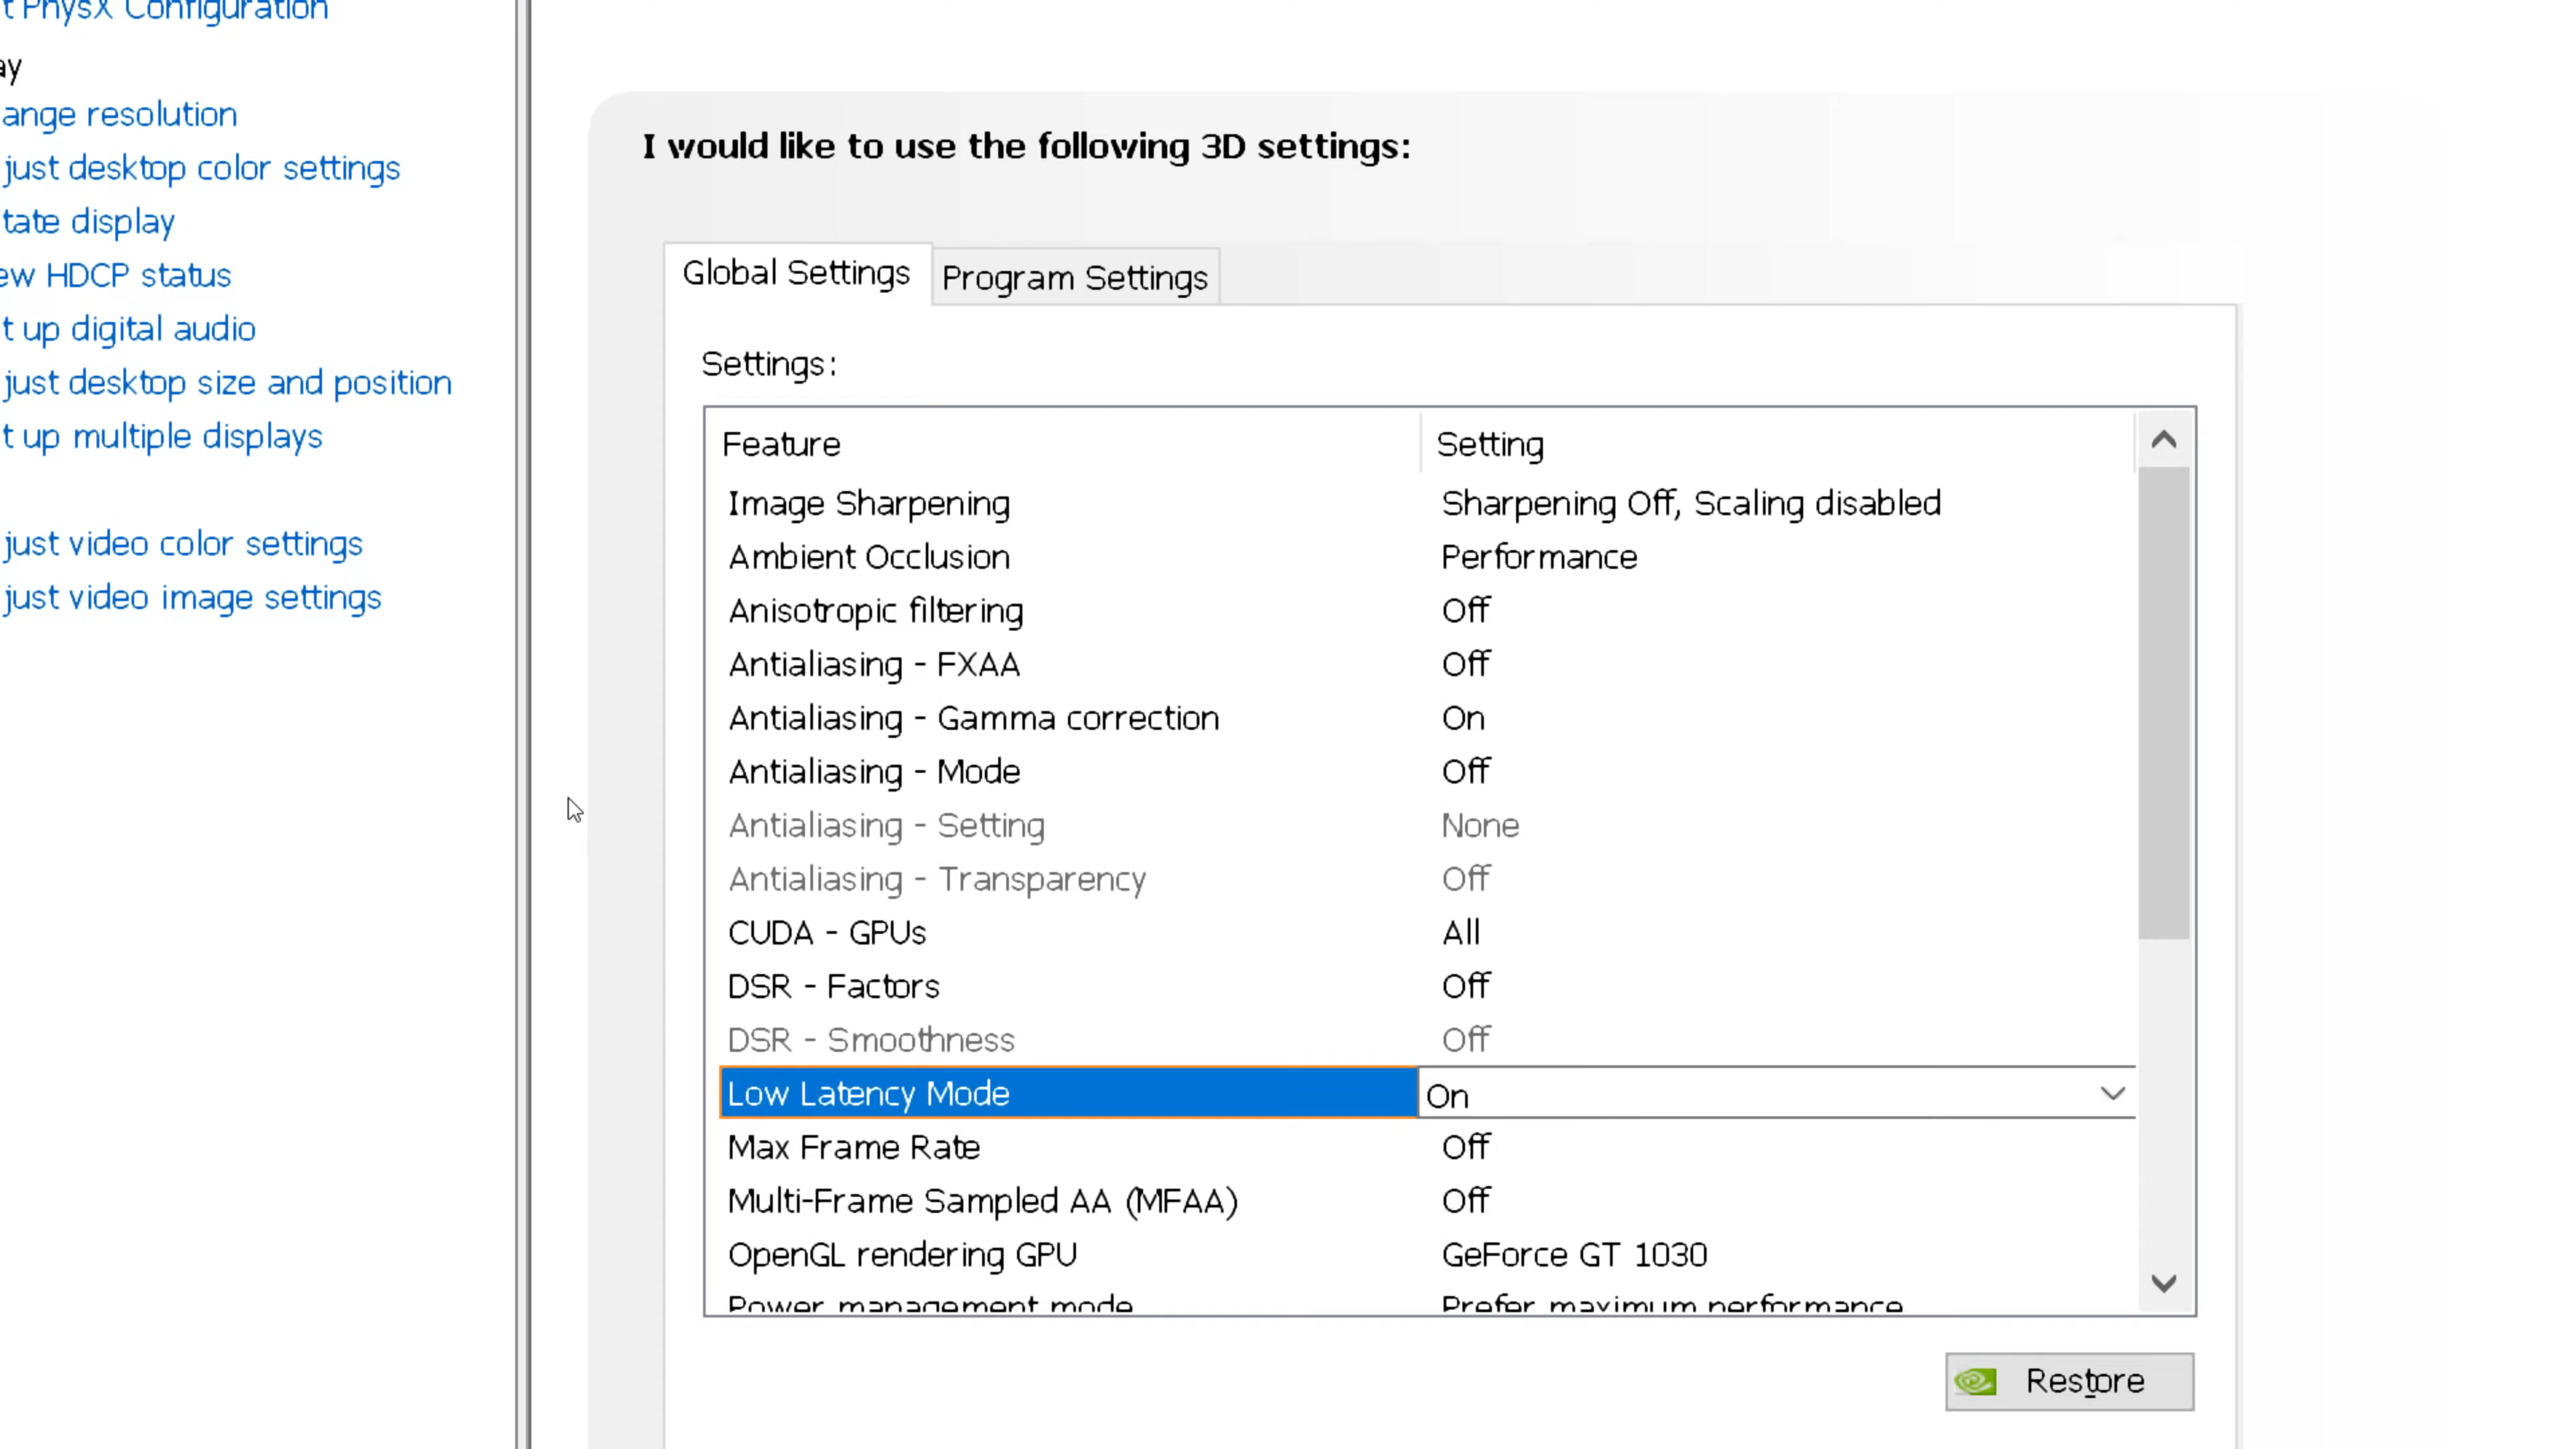 t PhysX Configuration
ay
ange resolution
just desktop color settings
tate display
ew HDCP status
t up digital audio
just desktop size and position
t up multiple displays
just video color settings
just video image settings
I would like to use the following 3D settings:
Global Settings
Program Settings
Settings:
Feature Setting
Image Sharpening Sharpening Off, Scaling disabled
Ambient Occlusion Performance
Anisotropic filtering Off
Antialiasing - FXAA Off
Antialiasing - Gamma correction On
Antialiasing - Mode Off
Antialiasing - Setting None
Antialiasing - Transparency Off
CUDA - GPUs All
DSR - Factors Off
DSR - Smoothness Off
Low Latency Mode On
Max Frame Rate Off
Multi-Frame Sampled AA (MFAA) Off
OpenGL rendering GPU GeForce GT 1030
Power management mode Prefer maximum performance
Restore